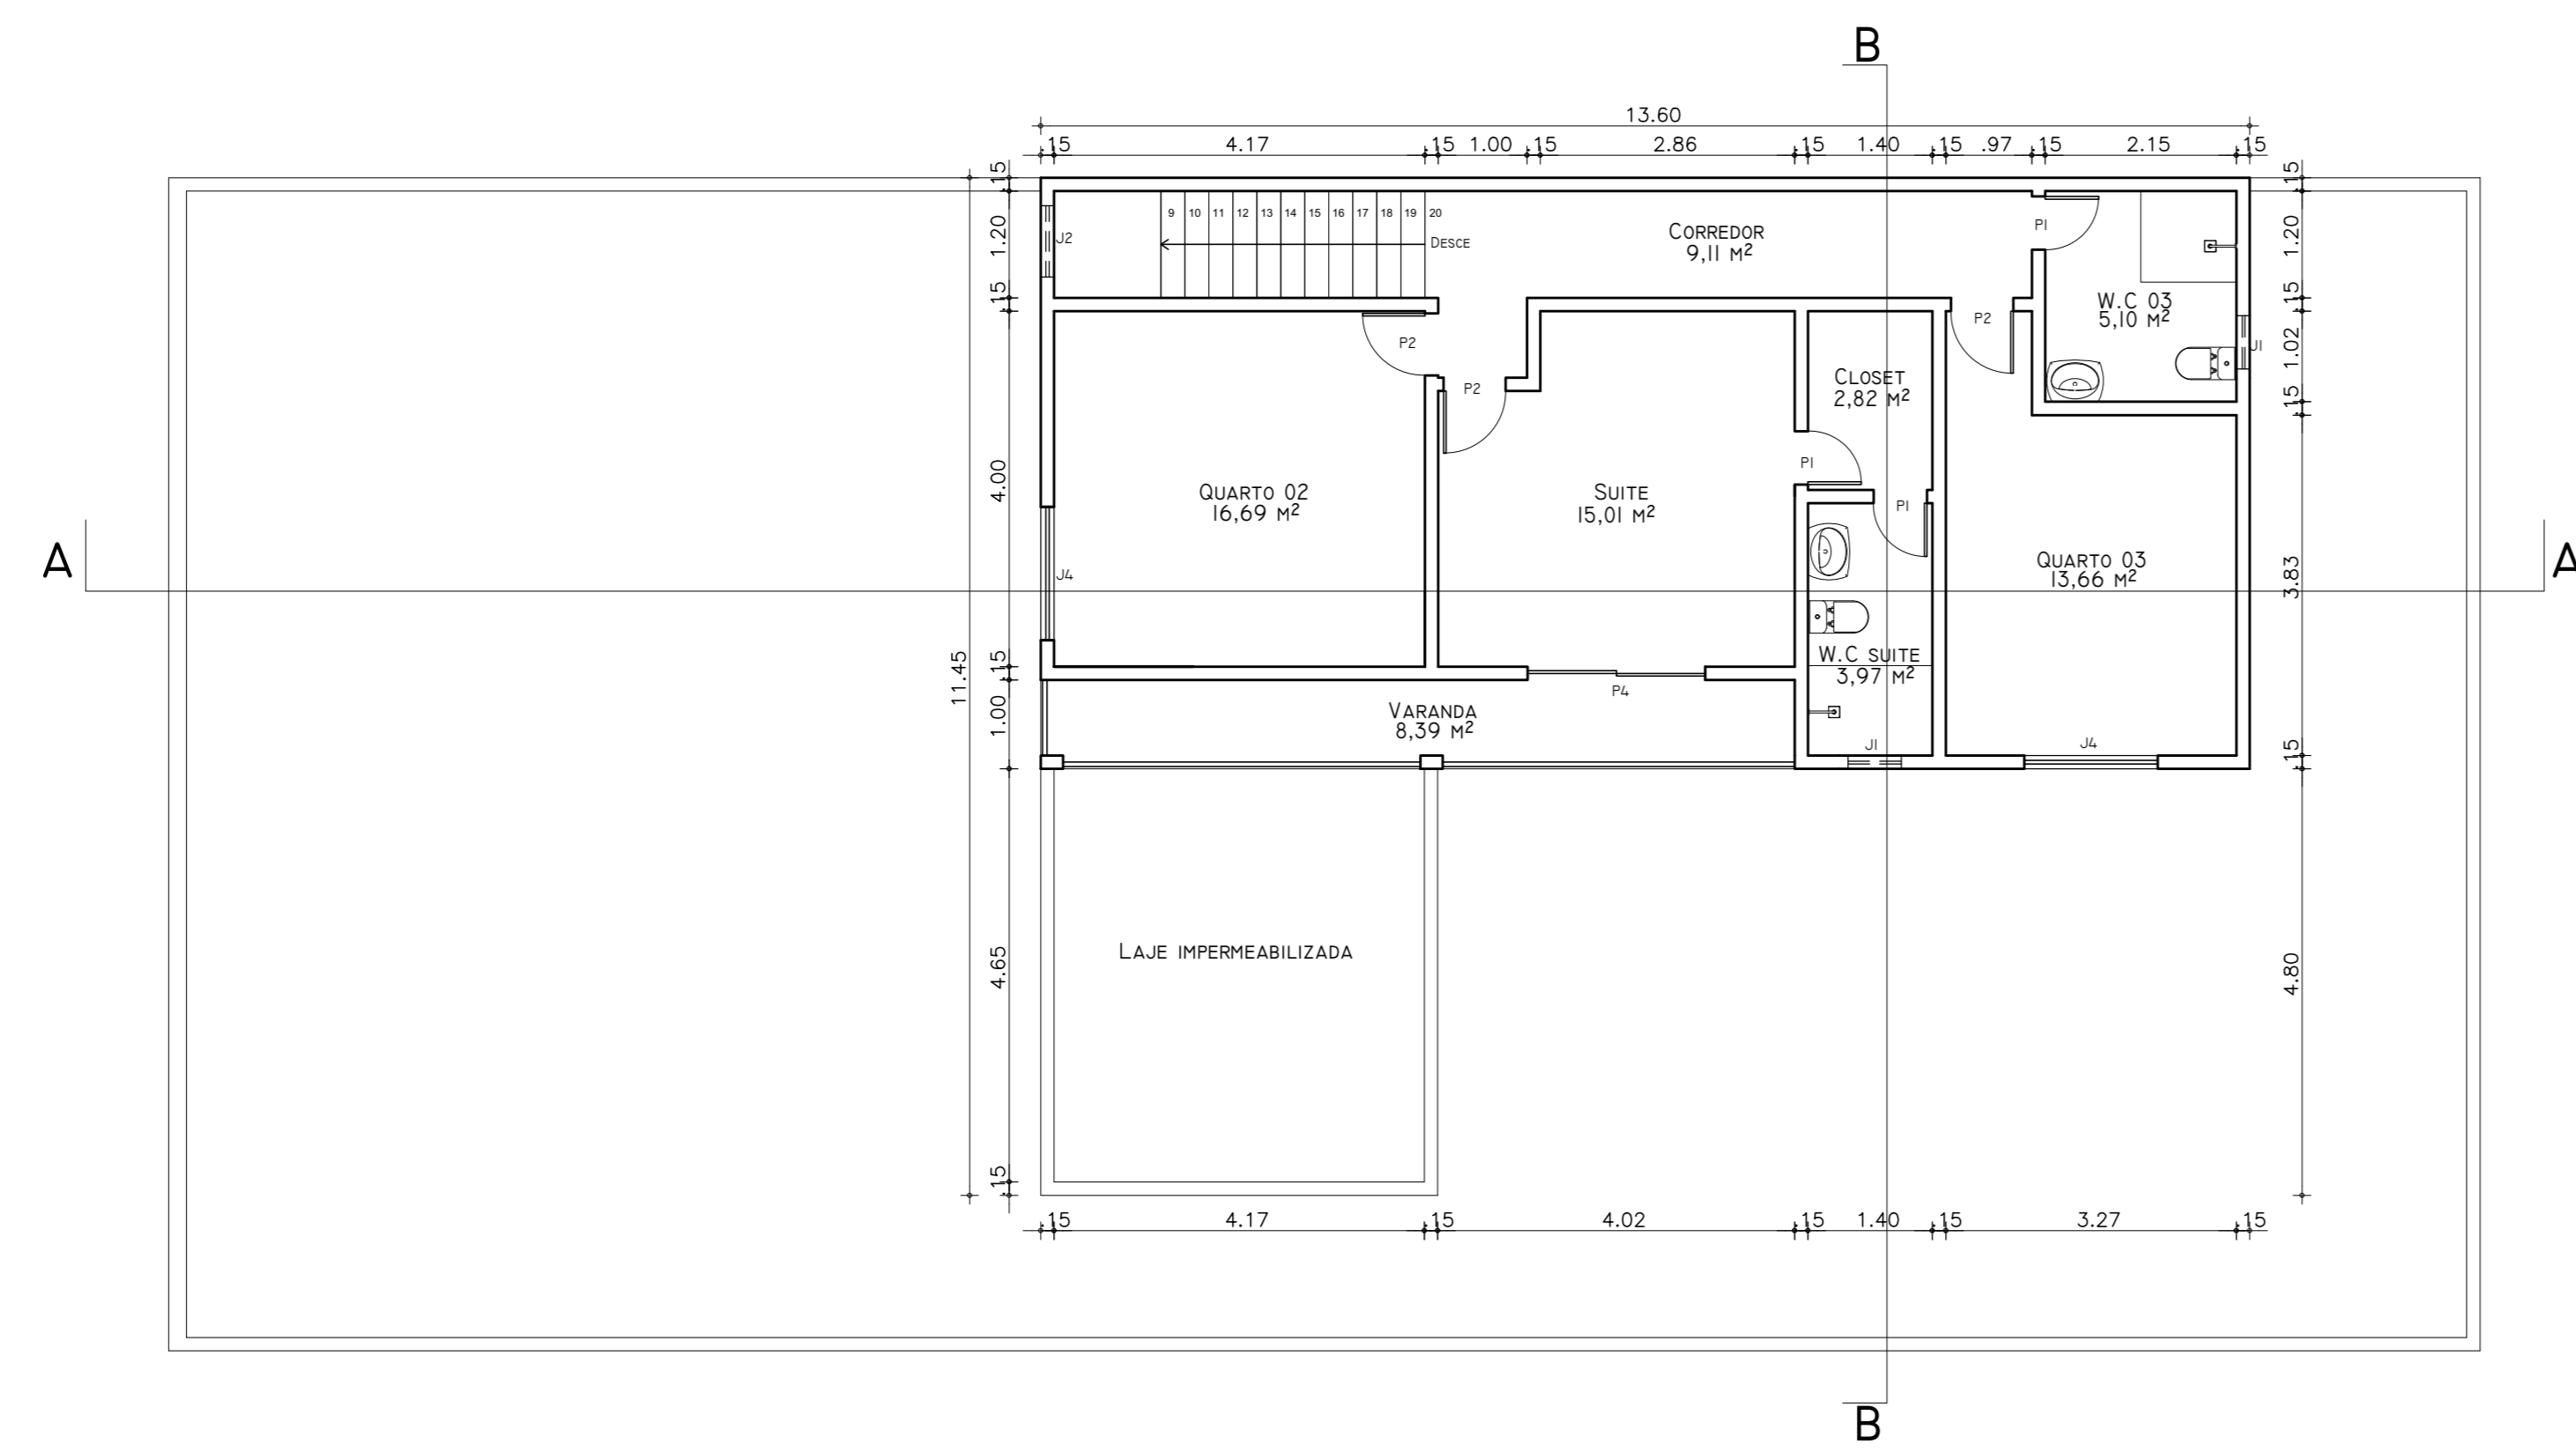 B
13.60
.15 4.17 .15 1.00 .15 2.86 .15 1.40 .15 .97 .15 2.15 .15
.15
1.20
.15
4.00
.15
1.00
4.65
.15
11.45
9 10 11 12 13 14 15 16 17 18 19 20
DESCE
J2
CORREDOR
9,11 M²
P1
W.C 03
5,10 M²
J1
P2
P2
P2
CLOSET
2,82 M²
P1
P1
QUARTO 02
16,69 M²
SUITE
15,01 M²
QUARTO 03
13,66 M²
J4
A
A
W.C SUITE
3,97 M²
P4
VARANDA
8,39 M²
J1
J4
.15
1.20
.15
1.02
.15
3.83
.15
4.80
LAJE IMPERMEABILIZADA
.15 4.17 .15 4.02 .15 1.40 .15 3.27 .15
B